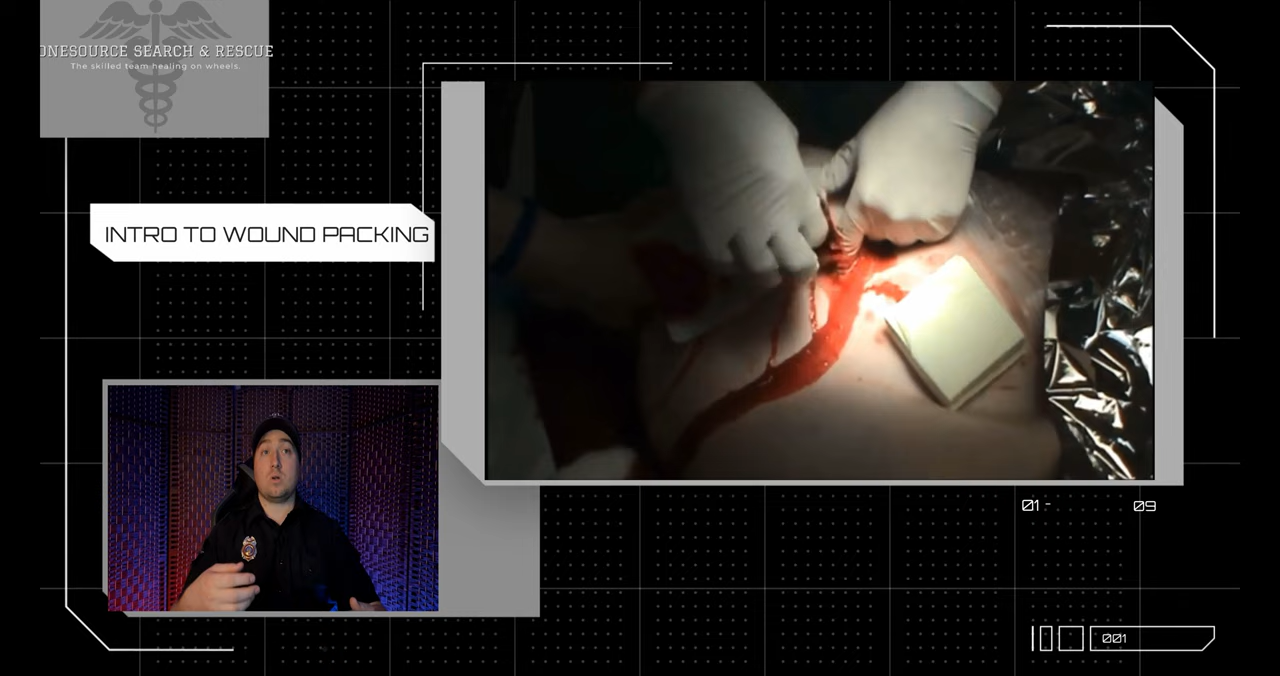 ONESOURCE SEARCH & RESCUE
The skilled team healing on wheels.
INTRO TO WOUND PACKING
01 - 09
001